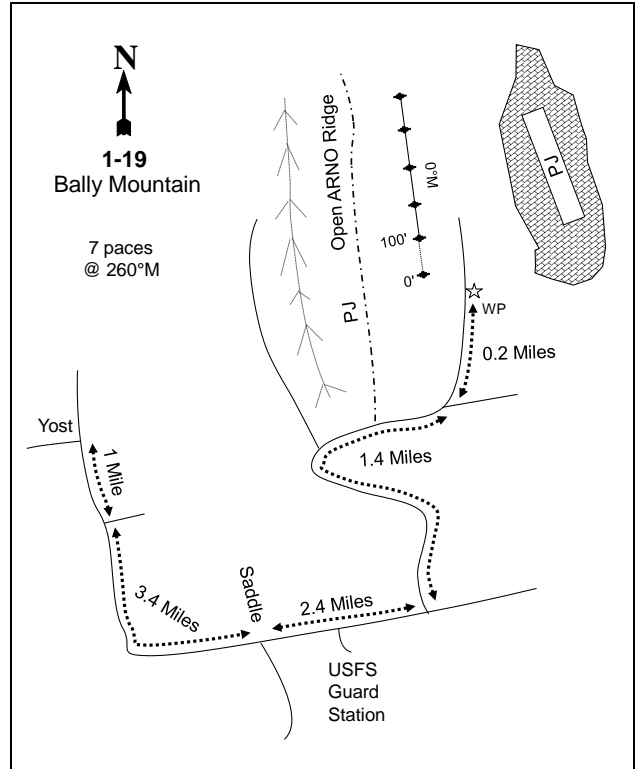 N
1-19
Bally Mountain
7 paces
@ 260°M
Open ARNO Ridge
PJ
0°M
100'
0'
PJ
WP
0.2 Miles
Yost
1 Mile
1.4 Miles
3.4 Miles
Saddle
2.4 Miles
USFS
Guard
Station